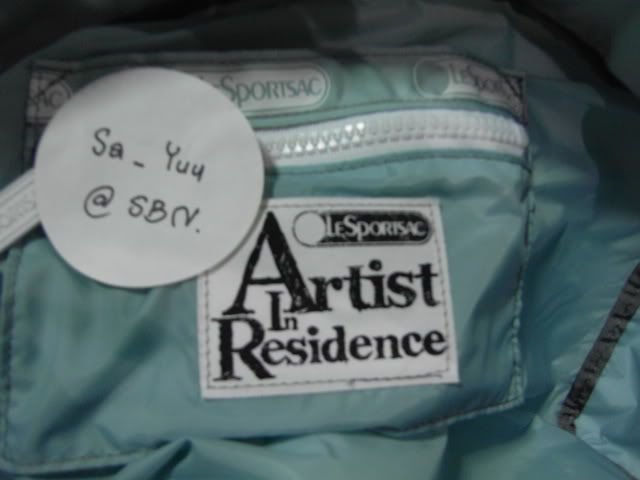 LeSportsac
LeSportsac
Sa_Yuu
@ SBN.
LeSportsac
Artist
In
Residence